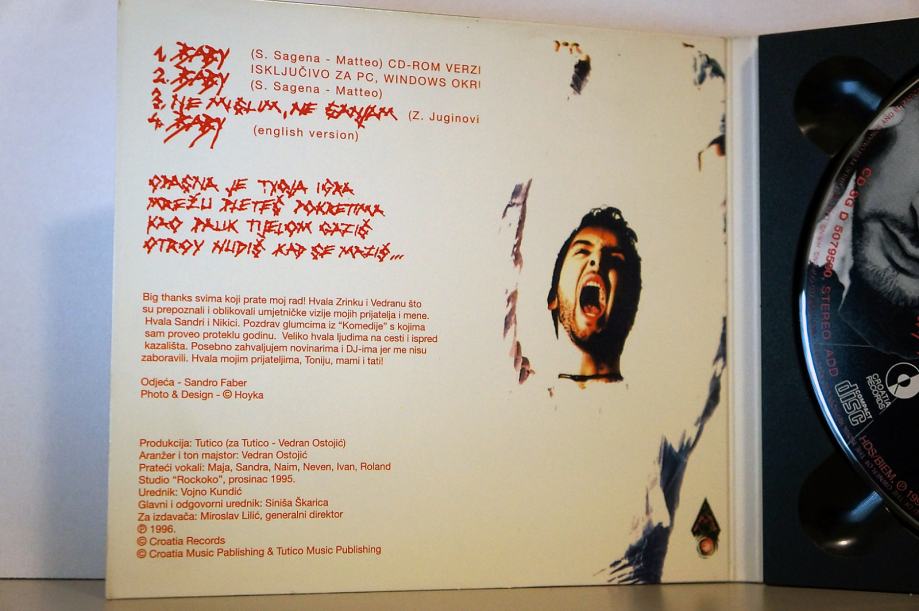 1. BABY (S. Sagena - Matteo) CD-ROM VERZI
2. BABY ISKLJUČIVO ZA PC, WINDOWS OKRU
(S. Sagena - Matteo)
3. NE MISLIM, NE SANJAM (Z. Juginovi
4. BABY (english version)
OPASNA JE TVOJA IGRA
MREŽU PLETEŠ POKRETIMA
KAO PAUK TIJELOM GAZIŠ
OTROV NUDIŠ KAD SE MAZIŠ...
Big thanks svima koji prate moj rad! Hvala Zrinku i Vedranu što
su prepoznali i oblikovali umjetničke vizije mojih prijatelja i mene.
Hvala Sandri i Nikici. Pozdrav glumcima iz “Komedije” s kojima
sam proveo proteklu godinu. Veliko hvala ljudima na cesti i ispred
kazališta. Posebno zahvaljujem novinarima i DJ-ima jer me nisu
zaboravili. Hvala mojim prijateljima, Toniju, mami i tati!
Odjeća - Sandro Faber
Photo & Design - © Hoyka
Produkcija: Tutico (za Tutico - Vedran Ostojić)
Aranžer i ton majstor: Vedran Ostojić
Prateći vokali: Maja, Sandra, Naim, Neven, Ivan, Roland
Studio “Rockoko”, prosinac 1995.
Urednik: Vojno Kundić
Glavni i odgovorni urednik: Siniša Škarica
Za izdavača: Miroslav Lilić, generalni direktor
℗ 1996.
© Croatia Records
© Croatia Music Publishing & Tutico Music Publishing
CD SG D 5079560 STEREO ADD
CROATIA
RECORDS
COMPACT
disc
HDS/BIEM, ℗